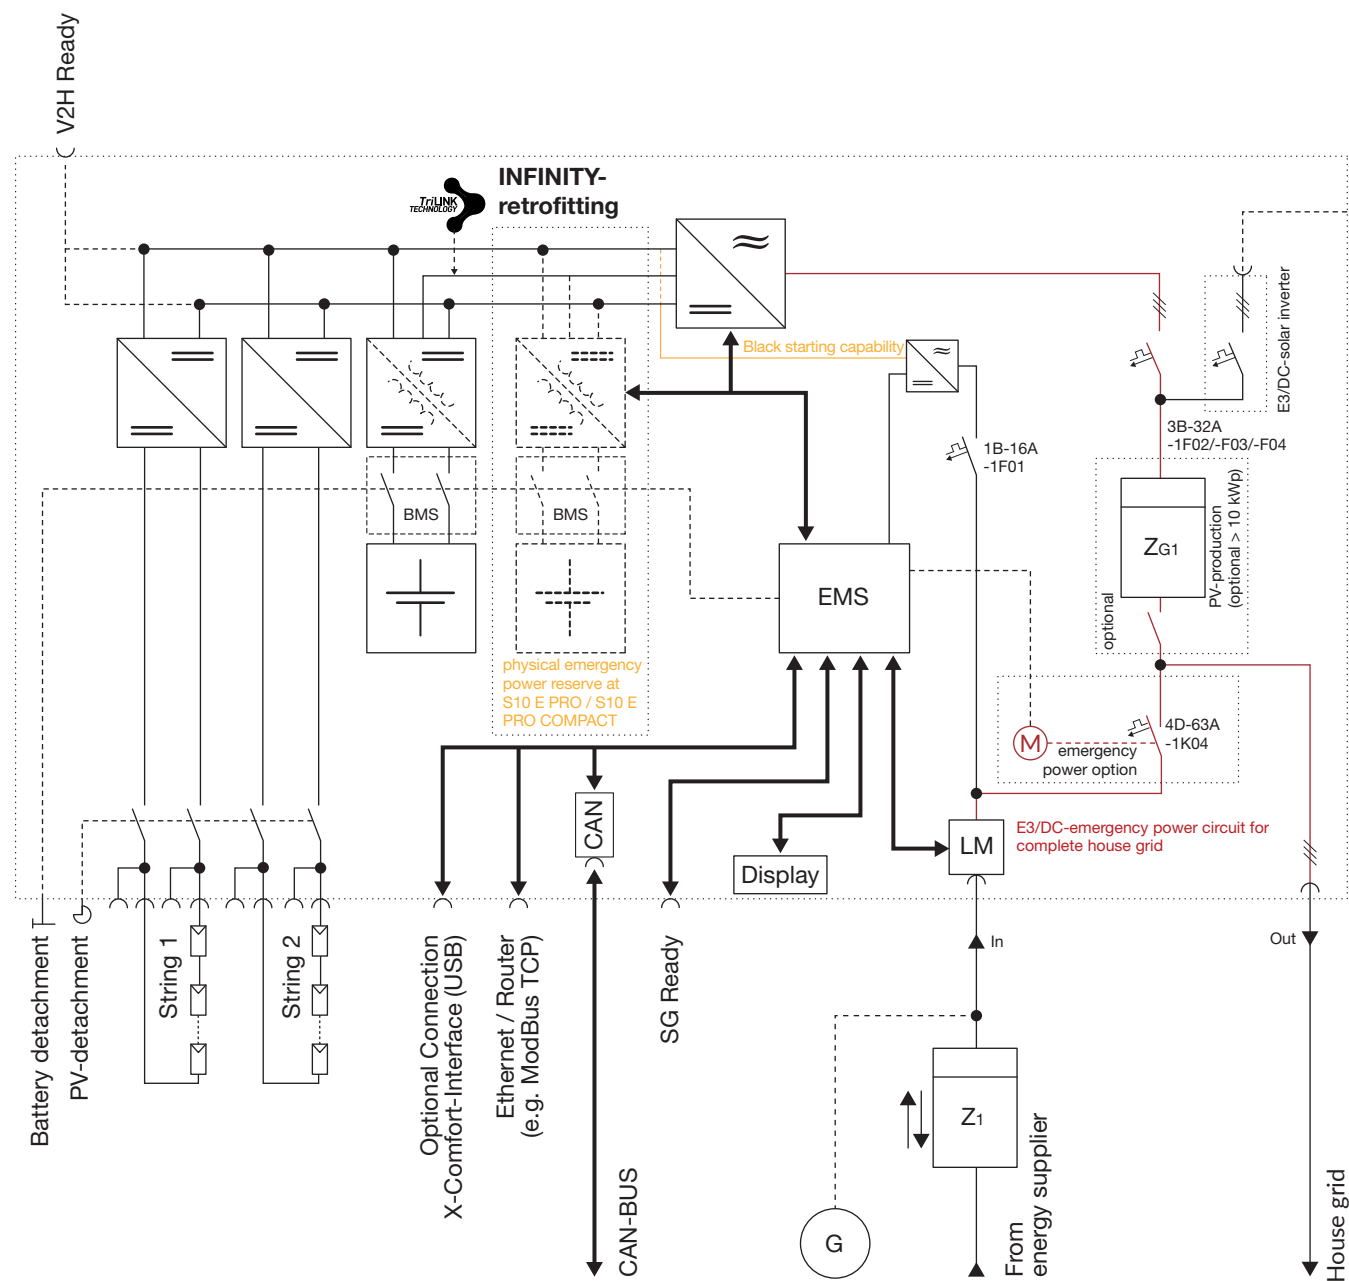 V2H Ready
TriLINK
TECHNOLOGY
INFINITY-
retrofitting
Black starting capability
E3/DC-solar inverter
3B-32A
-1F02/-F03/-F04
1B-16A
-1F01
BMS
BMS
ZG1
PV-production
(optional > 10 kWp)
optional
EMS
physical emergency
power reserve at
S10 E PRO / S10 E
PRO COMPACT
4D-63A
-1K04
M
emergency
power option
CAN
LM
E3/DC-emergency power circuit for
complete house grid
Display
Battery detachment
PV-detachment
String 1
String 2
Optional Connection
X-Comfort-Interface (USB)
Ethernet / Router
(e.g. ModBus TCP)
CAN-BUS
SG Ready
In
Out
Z1
G
From
energy supplier
House grid